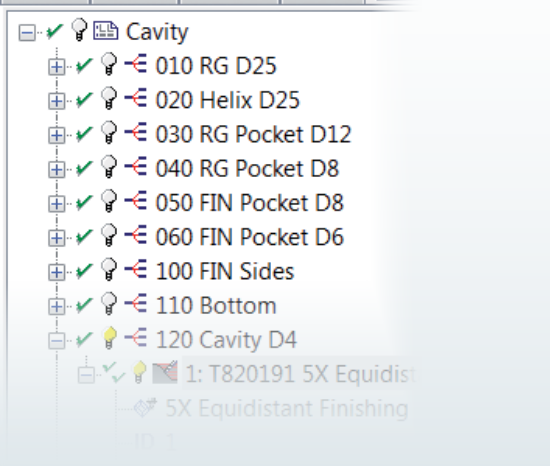 Cavity
010 RG D25
020 Helix D25
030 RG Pocket D12
040 RG Pocket D8
050 FIN Pocket D8
060 FIN Pocket D6
100 FIN Sides
110 Bottom
120 Cavity D4
1: T820191 5X Equidist
5X Equidistant Finishing
ID: 1